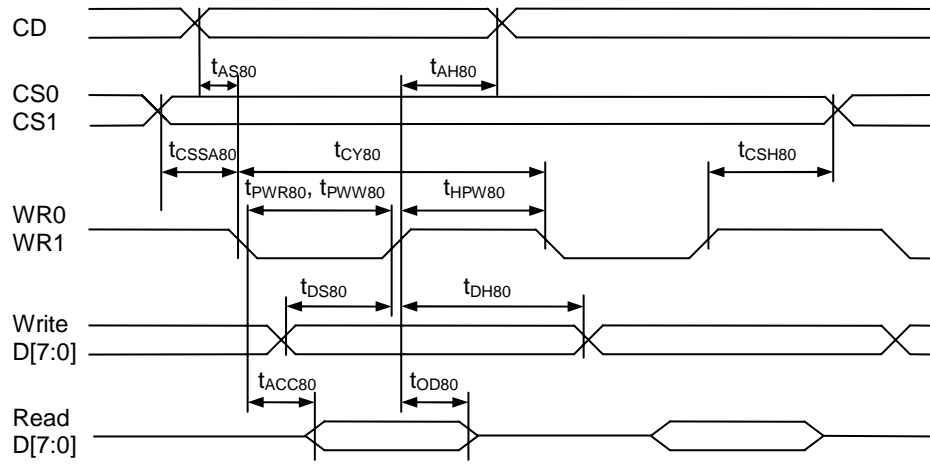 CD
tAS80 tAH80
CS0
CS1
tCSSA80 tCY80 tCSH80
tPWR80, tPWW80 tHPW80
WR0
WR1
tDS80 tDH80
Write
D[7:0]
tACC80 tOD80
Read
D[7:0]